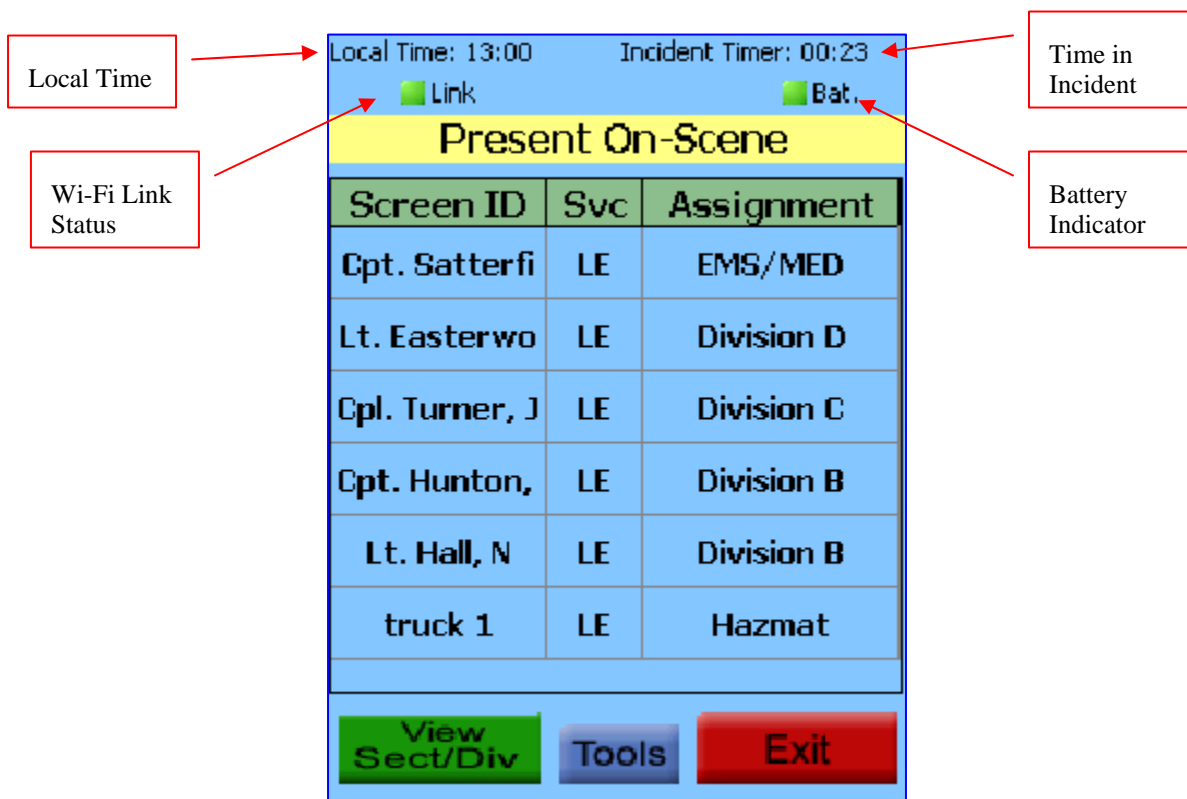 Local Time
Wi-Fi Link
Status
Local Time: 13:00 Incident Timer: 00:23
Link Bat.
Present On-Scene
Screen ID Svc Assignment
Cpt. Satterfi LE EMS/MED
Lt. Easterwo LE Division D
Cpl. Turner, J LE Division C
Cpt. Hunton, LE Division B
Lt. Hall, N LE Division B
truck 1 LE Hazmat
View
Sect/Div
Tools
Exit
Time in
Incident
Battery
Indicator